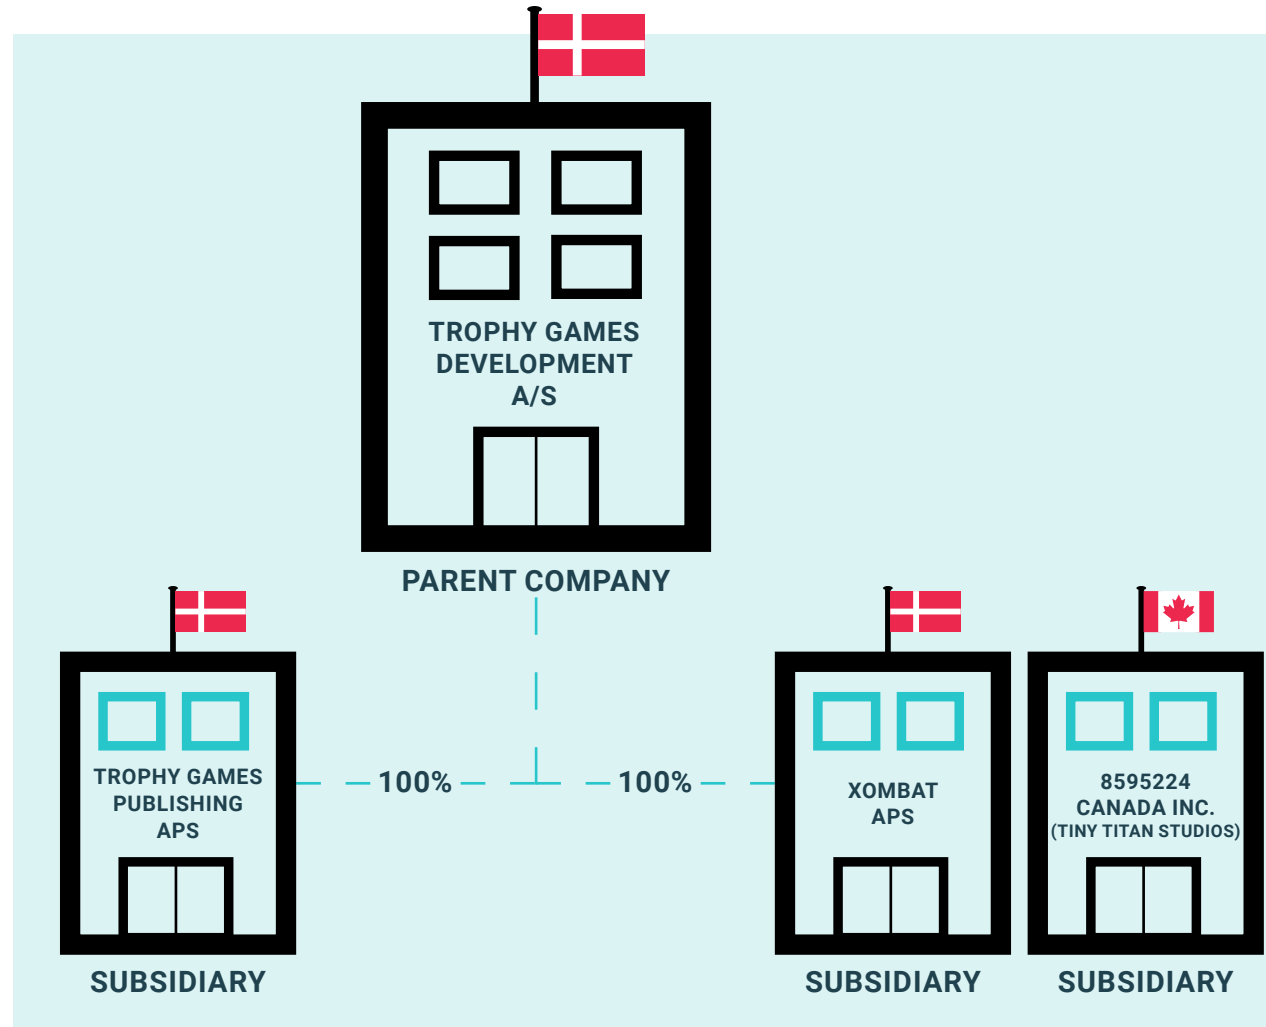 TROPHY GAMES
DEVELOPMENT
A/S
PARENT COMPANY
100%
100%
TROPHY GAMES
PUBLISHING
APS
SUBSIDIARY
XOMBAT
APS
SUBSIDIARY
8595224
CANADA INC.
(TINY TITAN STUDIOS)
SUBSIDIARY